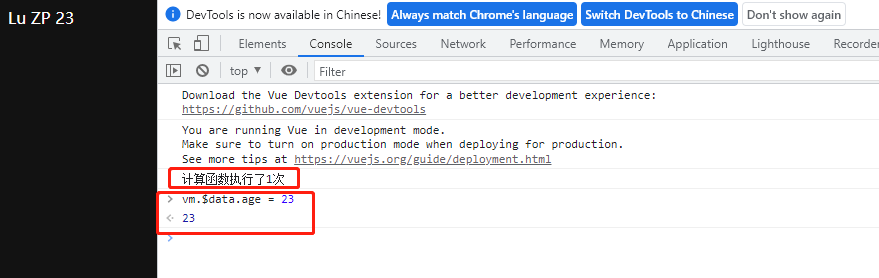 Lu ZP 23
DevTools is now available in Chinese! Always match Chrome's language Switch DevTools to Chinese Don't show again
Elements Console Sources Network Performance Memory Application Lighthouse Recorder
top Filter
Download the Vue Devtools extension for a better development experience:
https://github.com/vuejs/vue-devtools
You are running Vue in development mode.
Make sure to turn on production mode when deploying for production.
See more tips at https://vuejs.org/guide/deployment.html
计算函数执行了1次
> vm.$data.age = 23
<· 23
>